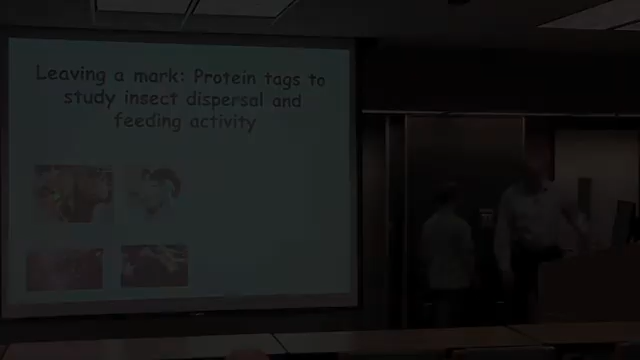 Leaving a mark: Protein tags to
study insect dispersal and
feeding activity